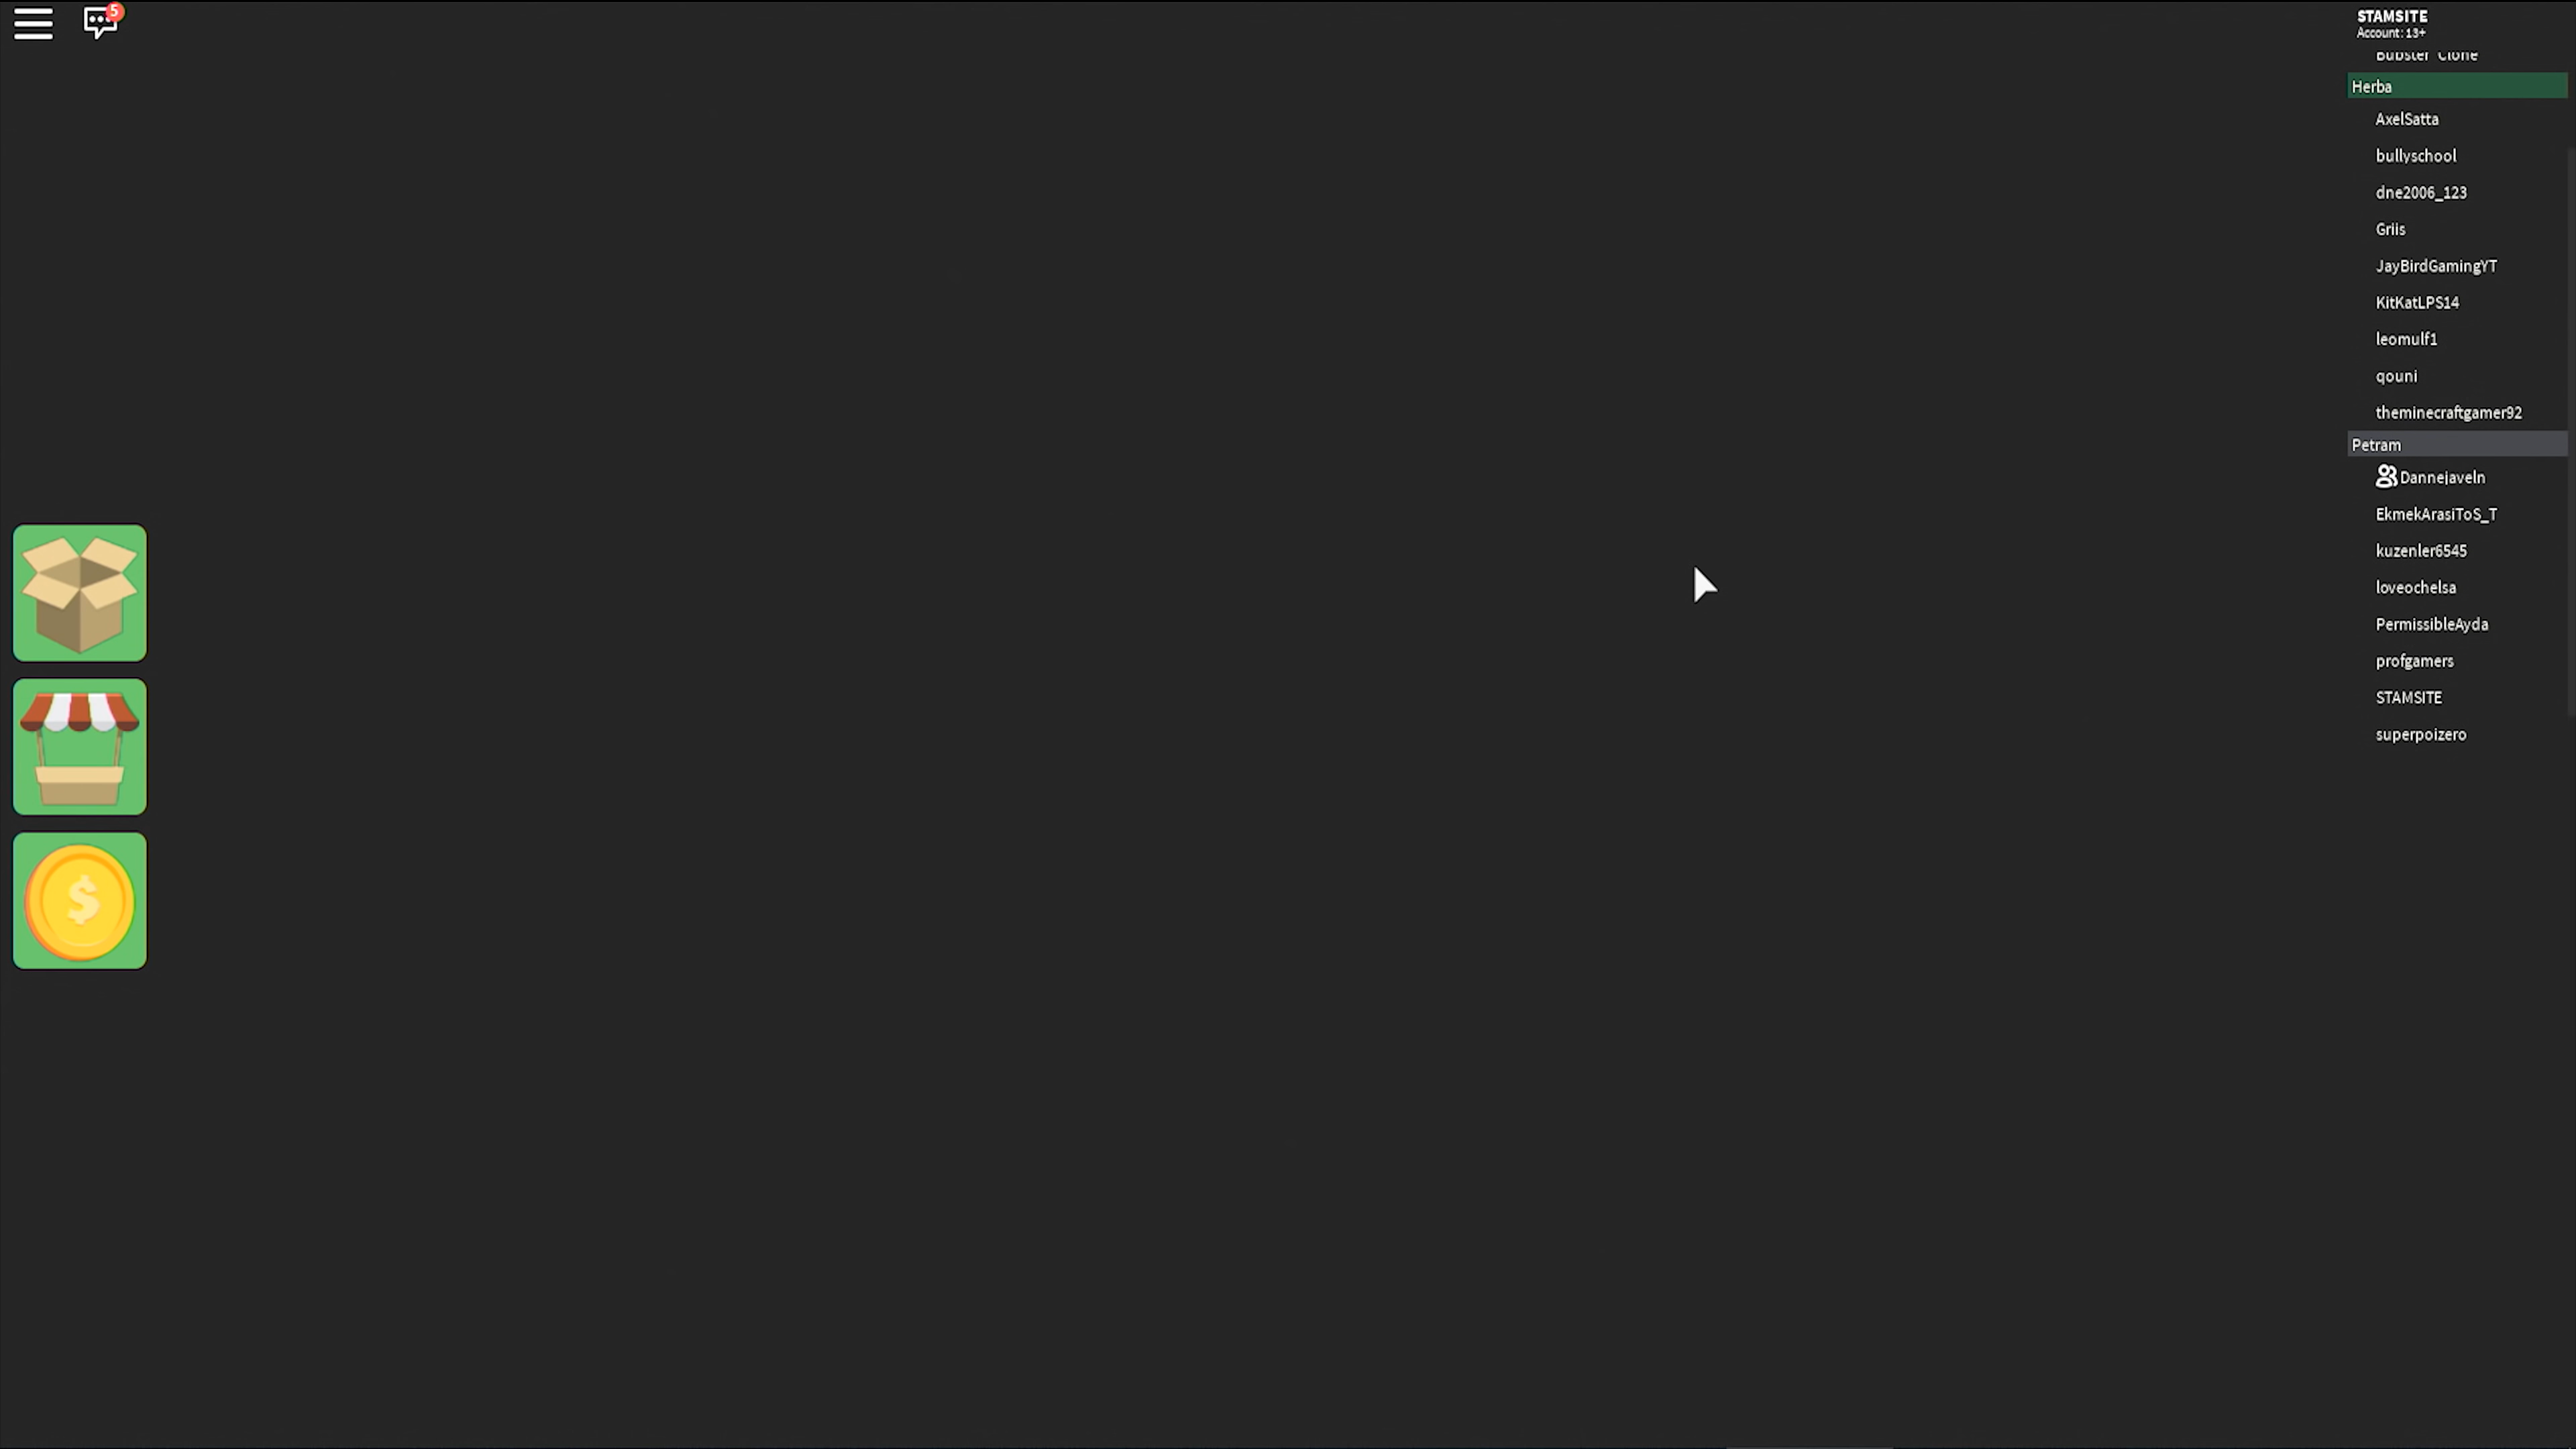 5
STAMSITE
Account: 13+
Bubster_Clone
Herba
AxelSatta
bullyschool
dne2006_123
Griis
JayBirdGamingYT
KitKatLPS14
leomulf1
qouni
theminecraftgamer92
Petram
Dannejaveln
EkmekArasiToS_T
kuzenler6545
loveochelsa
PermissibleAyda
profgamers
STAMSITE
superpoizero
$